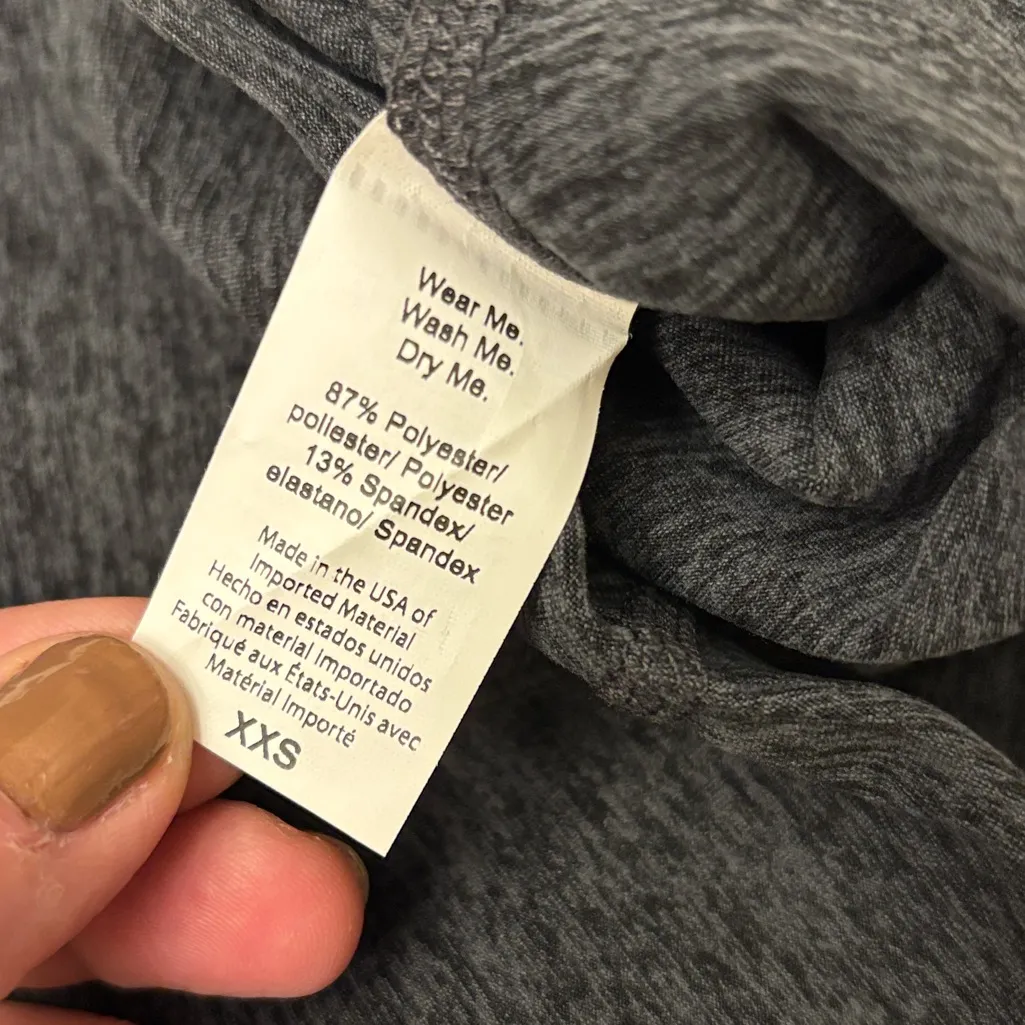 Wear Me.
Wash Me.
Dry Me.
87% Polyester/
poliester/ Polyester
13% Spandex/
elastano/ Spandex
Made in the USA of
Imported Material
Hecho en estados unidos
con material importado
Fabriqué aux États-Unis avec
Matérial Importé
XXS